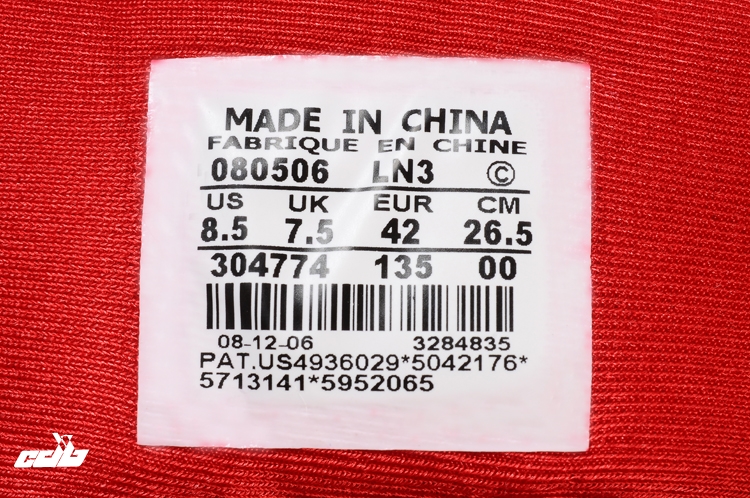 MADE IN CHINA
FABRIQUE EN CHINE
080506 LN3 ©
US UK EUR CM
8.5 7.5 42 26.5
304774 135 00
08-12-06 3284835
PAT.US4936029*5042176*
5713141*5952065
cdb